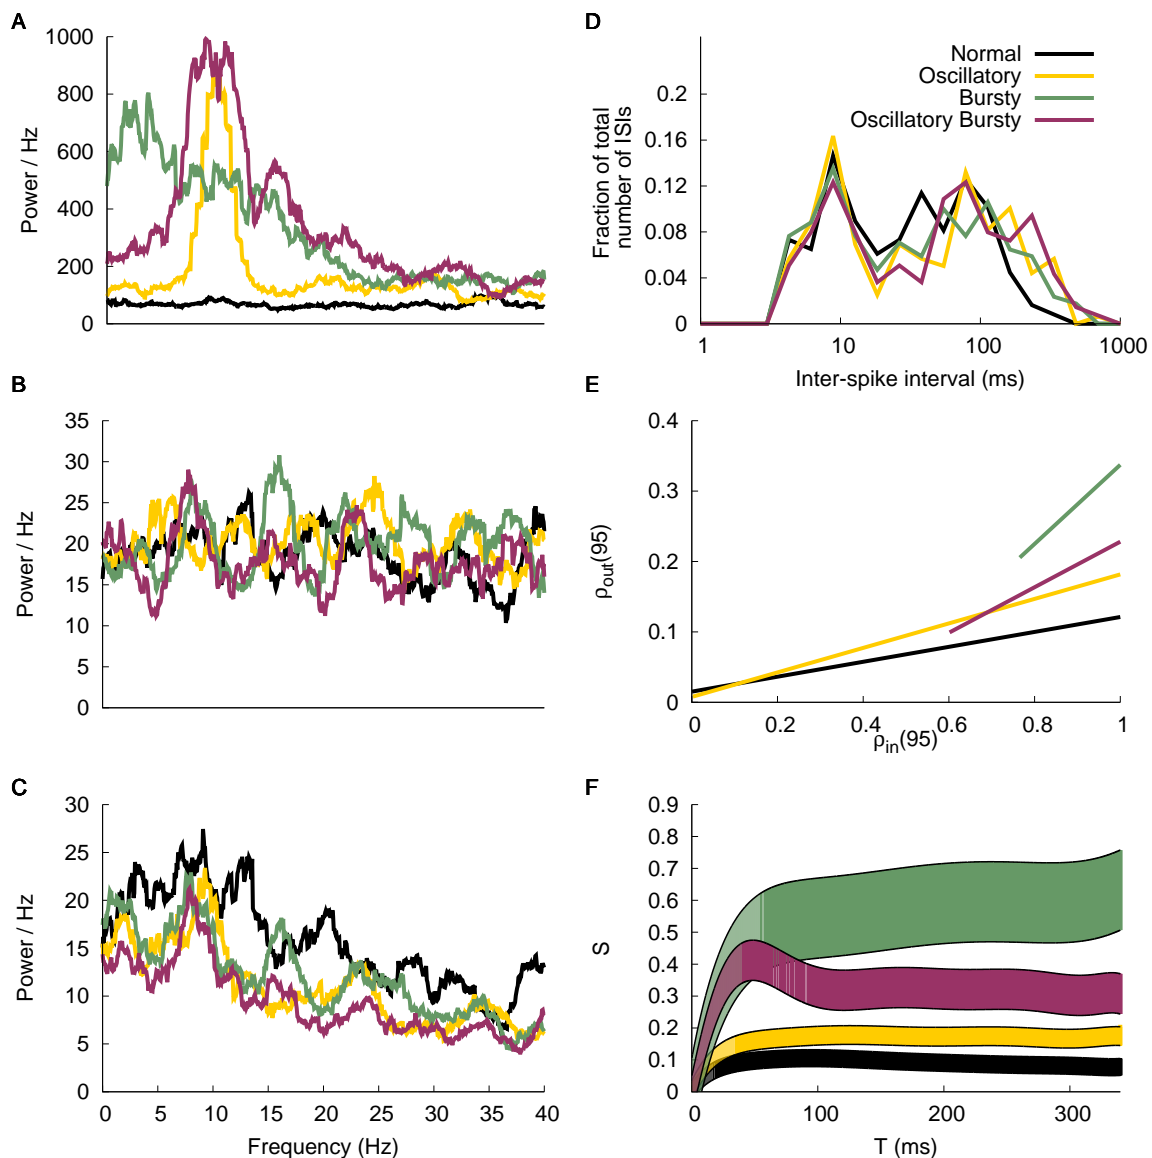 A
1000
800
600
400
200
0
Power / Hz
B
35
30
25
20
15
10
5
0
Power / Hz
C
30
25
20
15
10
5
0
Power / Hz
0 5 10 15 20 25 30 35 40
Frequency (Hz)
D
Normal
Oscillatory
Bursty
Oscillatory Bursty
0.2
0.16
0.12
0.08
0.04
0
Fraction of total
number of ISIs
1 10 100 1000
Inter-spike interval (ms)
E
0.4
0.3
0.2
0.1
0
ρout(95)
0 0.2 0.4 0.6 0.8 1
ρin(95)
F
0.9
0.8
0.7
0.6
0.5
0.4
0.3
0.2
0.1
0
S
0 100 200 300
T (ms)